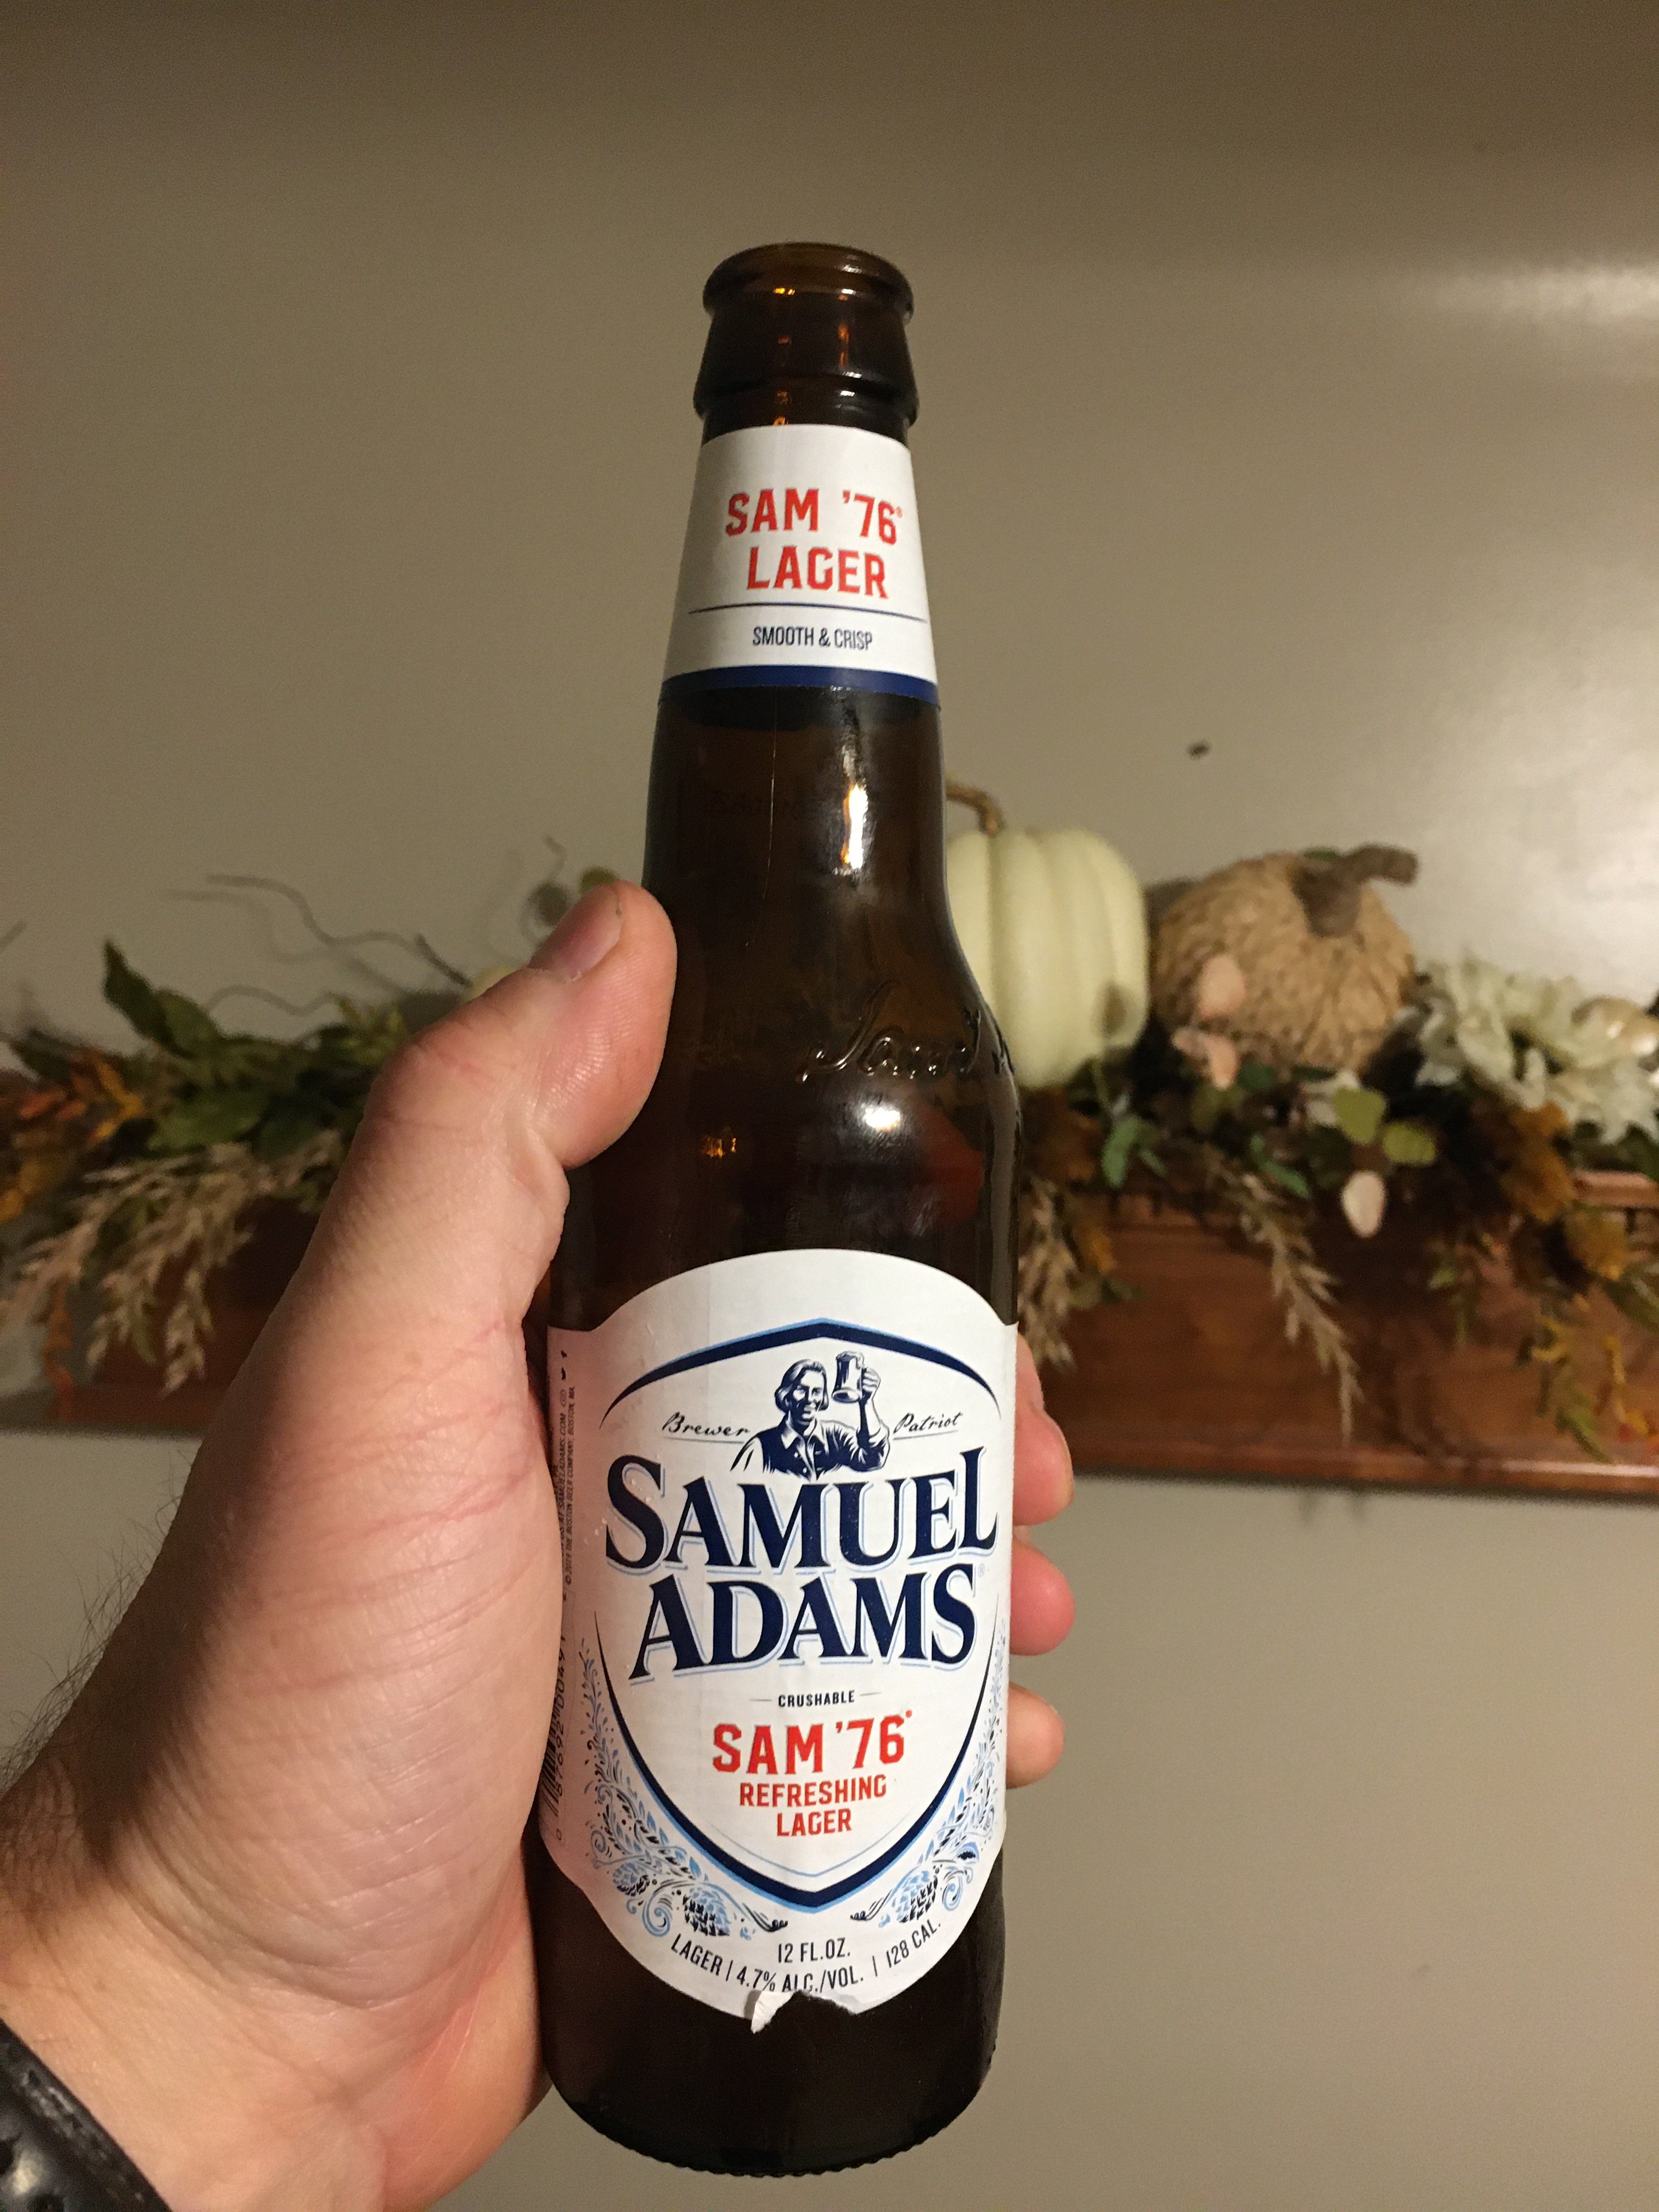 SAM '76®
LAGER
SMOOTH & CRISP
Brewer Patriot
SAMUEL
ADAMS®
CRUSHABLE
SAM '76®
REFRESHING
LAGER
12 FL.OZ.
LAGER | 4.7% ALC./VOL. | 128 CAL.